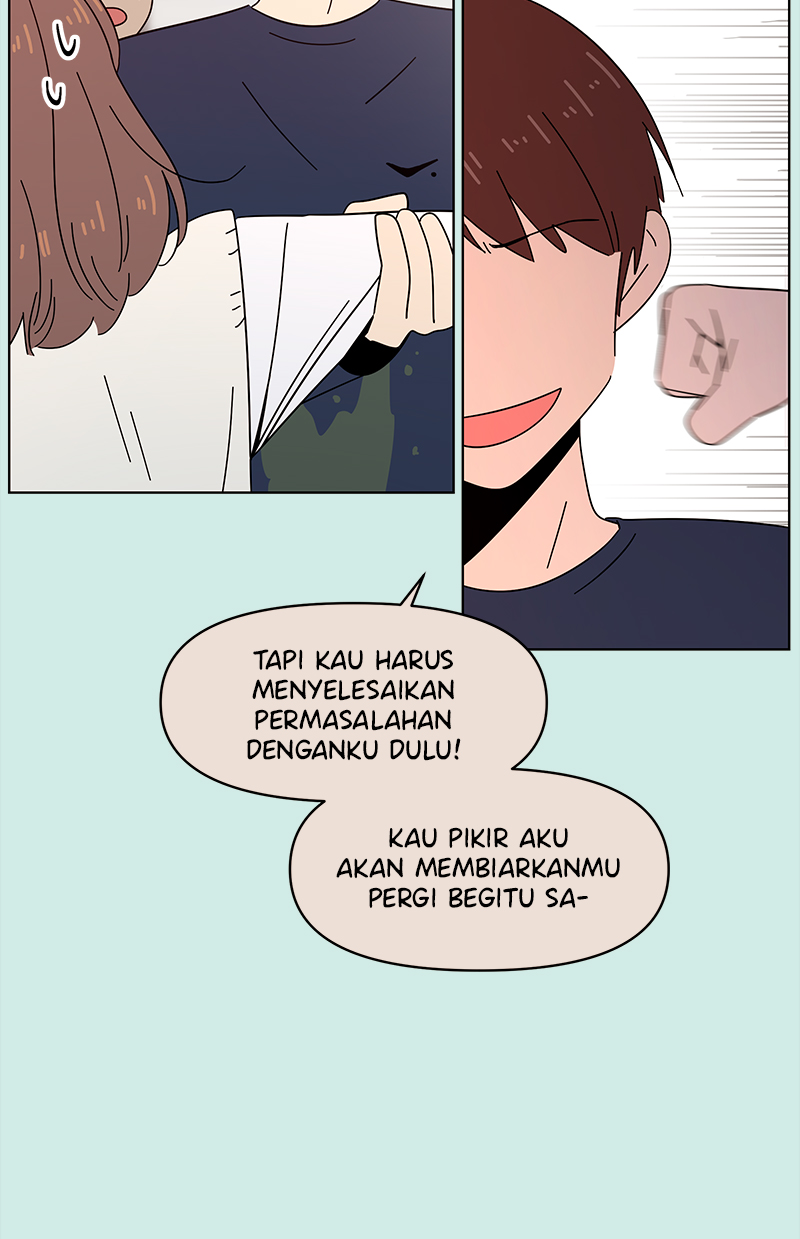 TAPI KAU HARUS
MENYELESAIKAN
PERMASALAHAN
DENGANKU DULU!
KAU PIKIR AKU
AKAN MEMBIARKANMU
PERGI BEGITU SA-